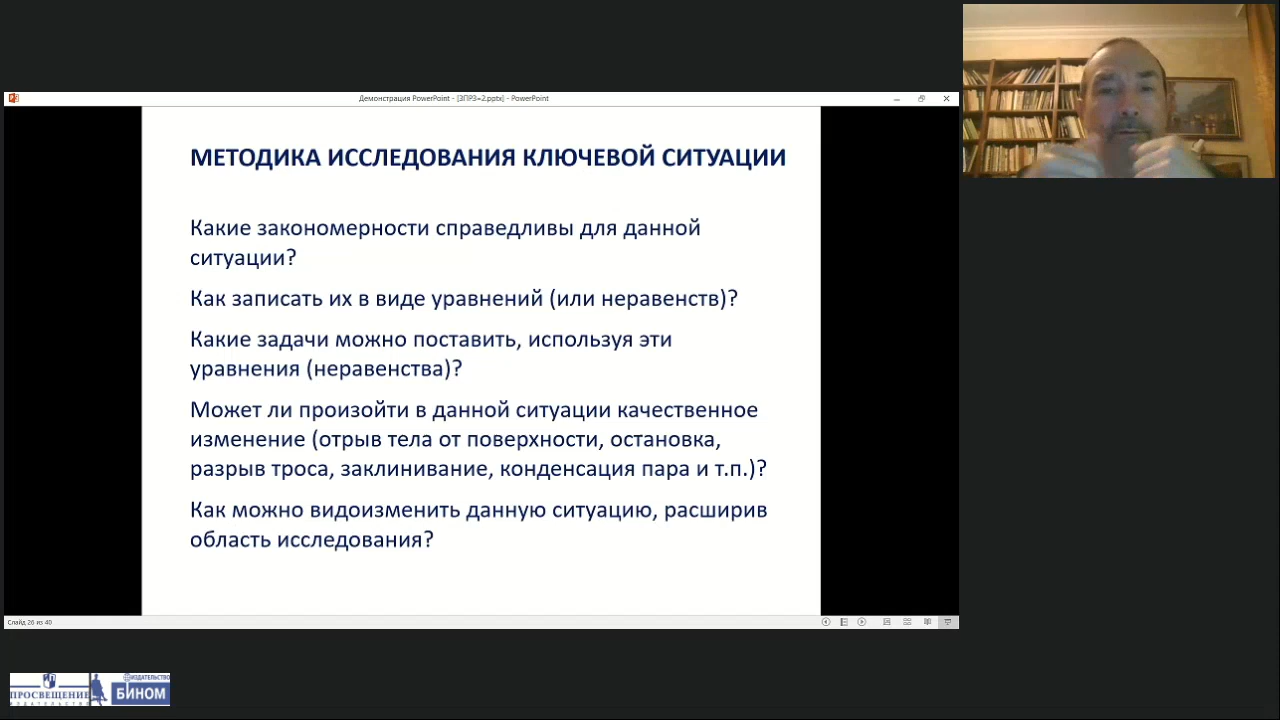 Демонстрация PowerPoint - [ЗПРЗ=2.pptx] - PowerPoint
МЕТОДИКА ИССЛЕДОВАНИЯ КЛЮЧЕВОЙ СИТУАЦИИ
Какие закономерности справедливы для данной
ситуации?
Как записать их в виде уравнений (или неравенств)?
Какие задачи можно поставить, используя эти
уравнения (неравенства)?
Может ли произойти в данной ситуации качественное
изменение (отрыв тела от поверхности, остановка,
разрыв троса, заклинивание, конденсация пара и т.п.)?
Как можно видоизменить данную ситуацию, расширив
область исследования?
Слайд 26 из 40
ПРОСВЕЩЕНИЕ
ИЗДАТЕЛЬСТВО
ИЗДАТЕЛЬСТВО
БИНОМ